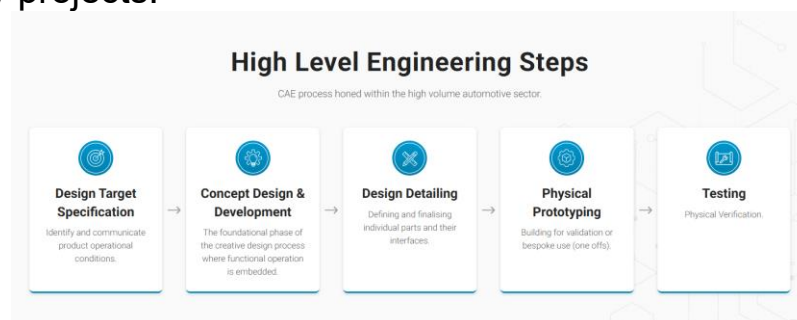 projects.
High Level Engineering Steps
CAE process honed within the high volume automotive sector.
Design Target
Specification
Identify and communicate
product operational
conditions.
Concept Design &
Development
The foundational phase of
the creative design process
where functional operation
is embedded.
Design Detailing
Defining and finalising
individual parts and their
interfaces.
Physical
Prototyping
Building for validation or
bespoke use (one offs).
Testing
Physical Verification.